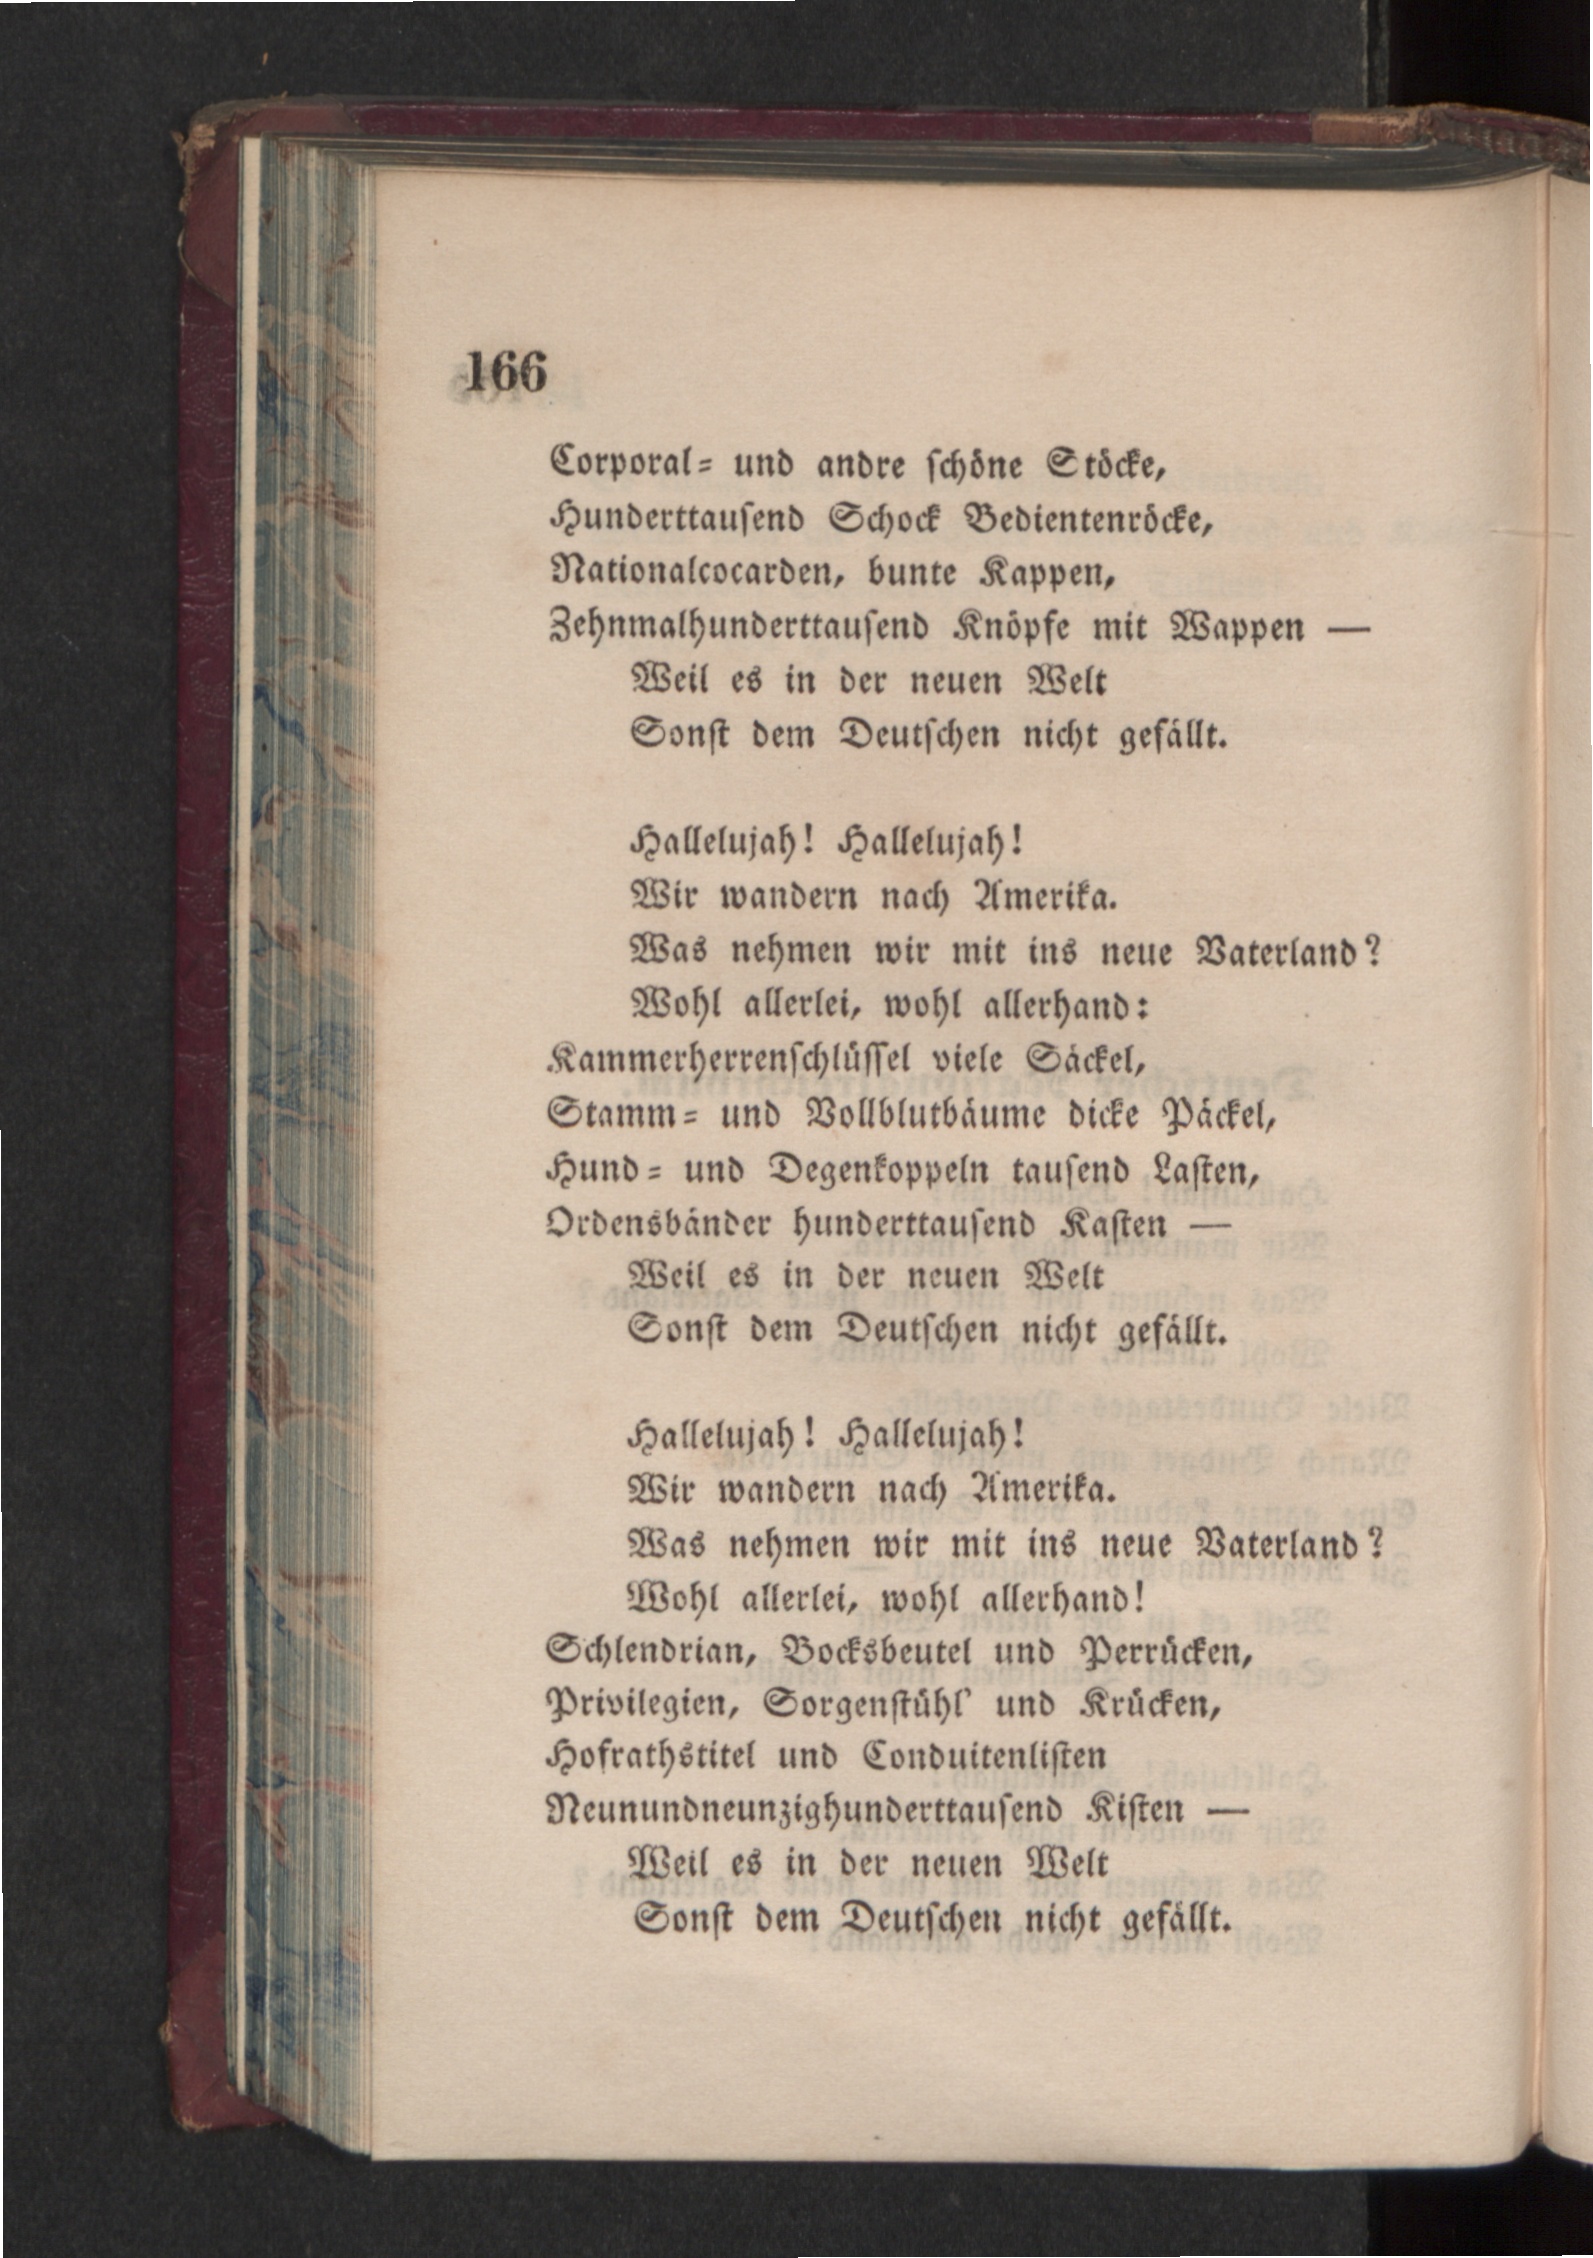 166
Corporal- und andre schöne Stöcke,
Hunderttausend Schock Bedientenröcke,
Nationalcocarden, bunte Kappen,
Zehnmalhunderttausend Knöpfe mit Wappen —
Weil es in der neuen Welt
Sonst dem Deutschen nicht gefällt.
Hallelujah! Hallelujah!
Wir wandern nach Amerika.
Was nehmen wir mit ins neue Vaterland?
Wohl allerlei, wohl allerhand:
Kammerherrenschlüssel viele Säckel,
Stamm- und Vollblutbäume dicke Päckel,
Hund- und Degenkoppeln tausend Lasten,
Ordensbänder hunderttausend Kasten —
Weil es in der neuen Welt
Sonst dem Deutschen nicht gefällt.
Hallelujah! Hallelujah!
Wir wandern nach Amerika.
Was nehmen wir mit ins neue Vaterland?
Wohl allerlei, wohl allerhand!
Schlendrian, Bocksbeutel und Perrücken,
Privilegien, Sorgenstühl' und Krücken,
Hofrathstitel und Conduitenlisten
Neunundneunzighunderttausend Kisten —
Weil es in der neuen Welt
Sonst dem Deutschen nicht gefällt.